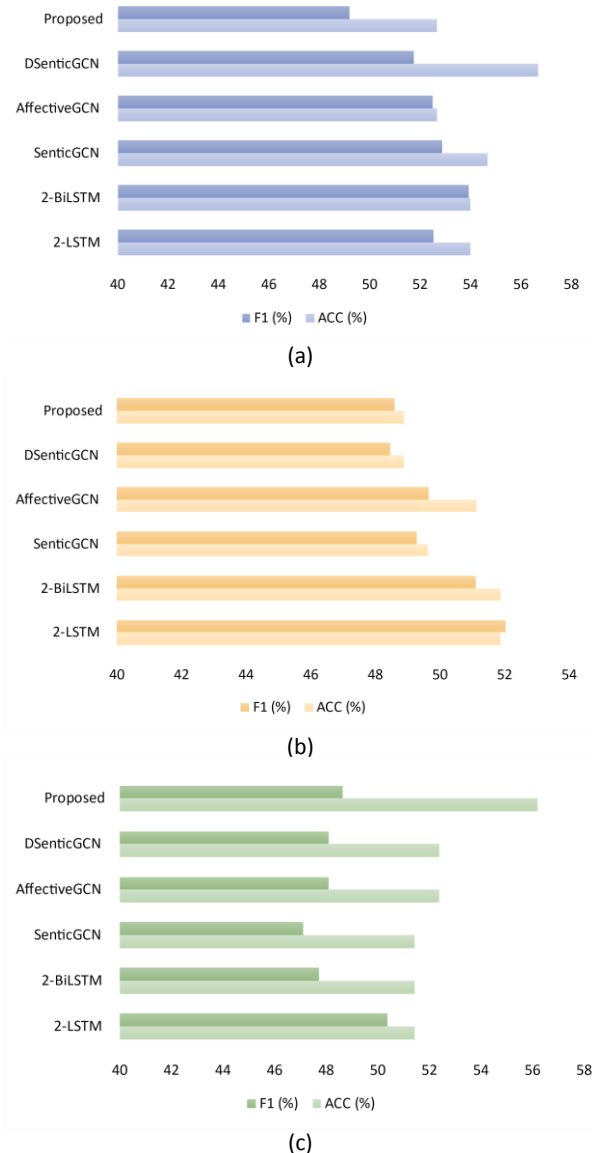 Proposed
DSenticGCN
AffectiveGCN
SenticGCN
2-BiLSTM
2-LSTM
40 42 44 46 48 50 52 54 56 58
F1 (%) ACC (%)
(a)
Proposed
DSenticGCN
AffectiveGCN
SenticGCN
2-BiLSTM
2-LSTM
40 42 44 46 48 50 52 54
F1 (%) ACC (%)
(b)
Proposed
DSenticGCN
AffectiveGCN
SenticGCN
2-BiLSTM
2-LSTM
40 42 44 46 48 50 52 54 56 58
F1 (%) ACC (%)
(c)